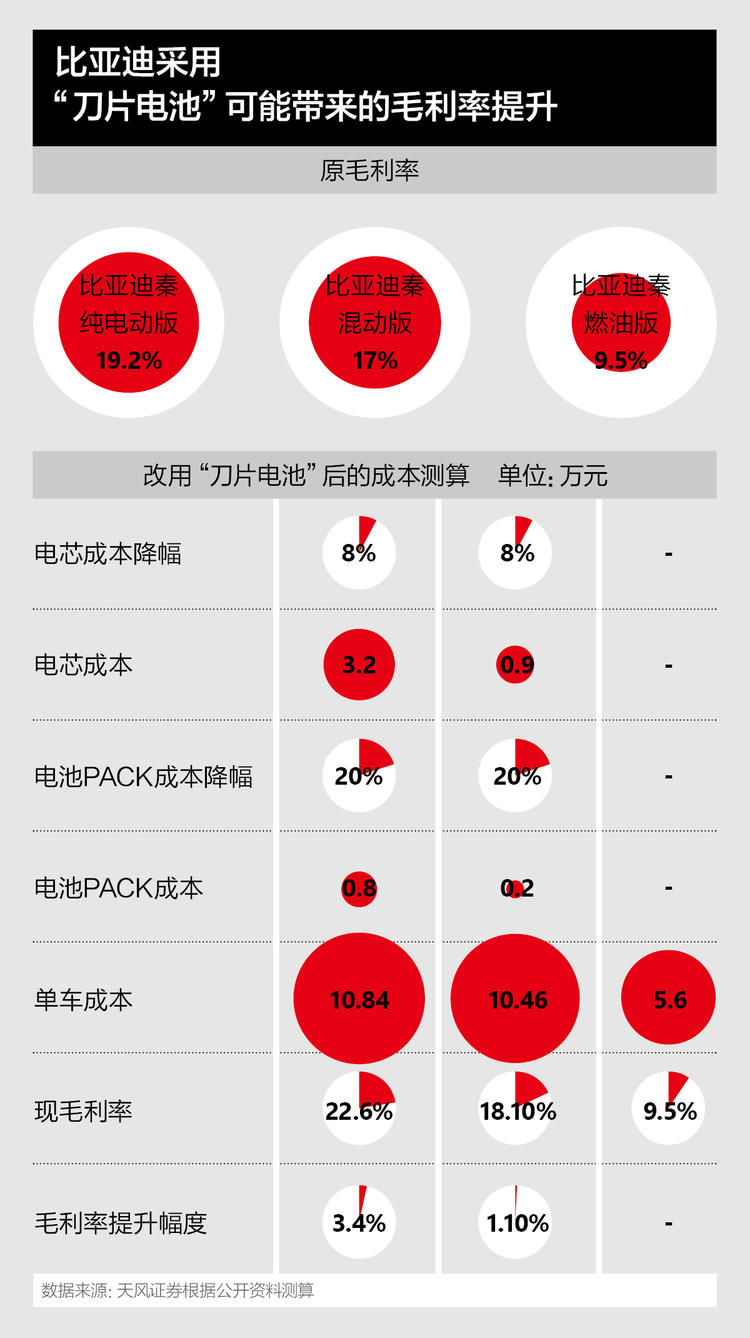 比亚迪采用
“刀片电池”可能带来的毛利率提升
原毛利率
比亚迪秦
纯电动版
19.2%
比亚迪秦
混动版
17%
比亚迪秦
燃油版
9.5%
改用“刀片电池”后的成本测算 单位:万元
电芯成本降幅 8% 8% -
电芯成本 3.2 0.9 -
电池PACK成本降幅 20% 20% -
电池PACK成本 0.8 0.2 -
单车成本 10.84 10.46 5.6
现毛利率 22.6% 18.10% 9.5%
毛利率提升幅度 3.4% 1.10% -
数据来源: 天风证券根据公开资料测算